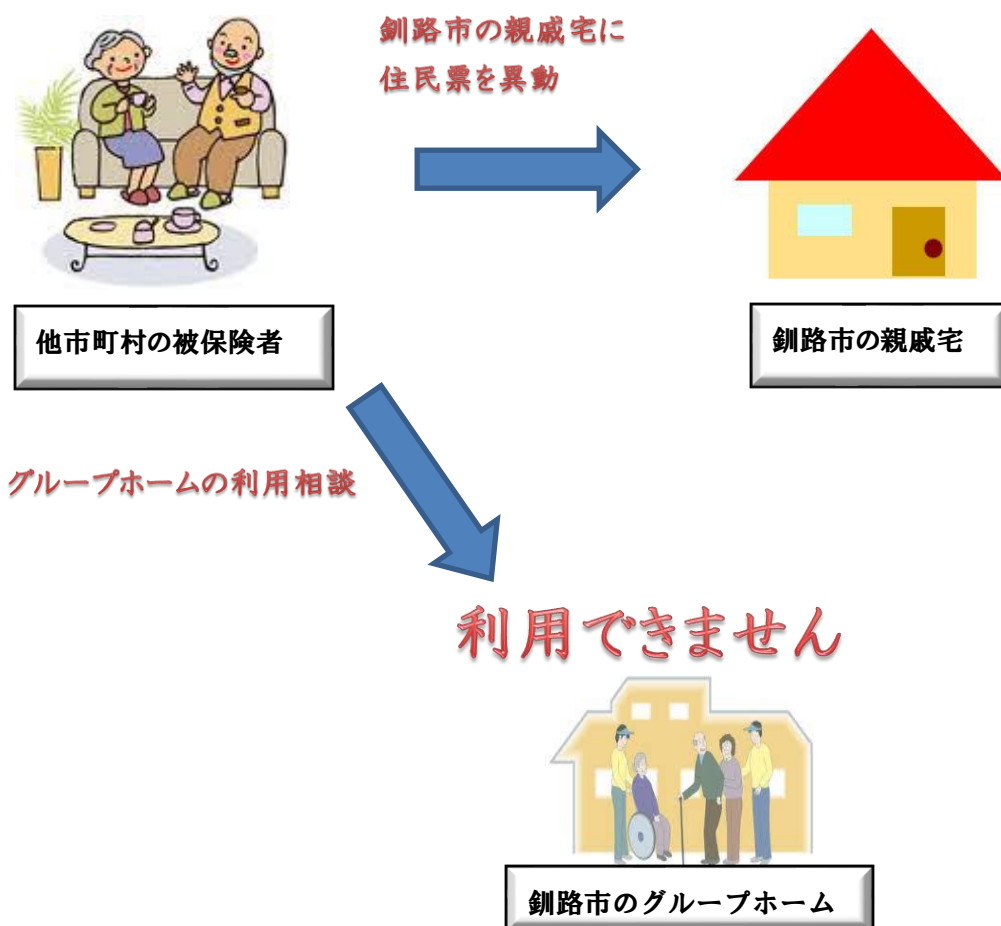 釧路市の親戚宅に
住民票を異動
他市町村の被保険者
釧路市の親戚宅
グループホームの利用相談
利用できません
釧路市のグループホーム